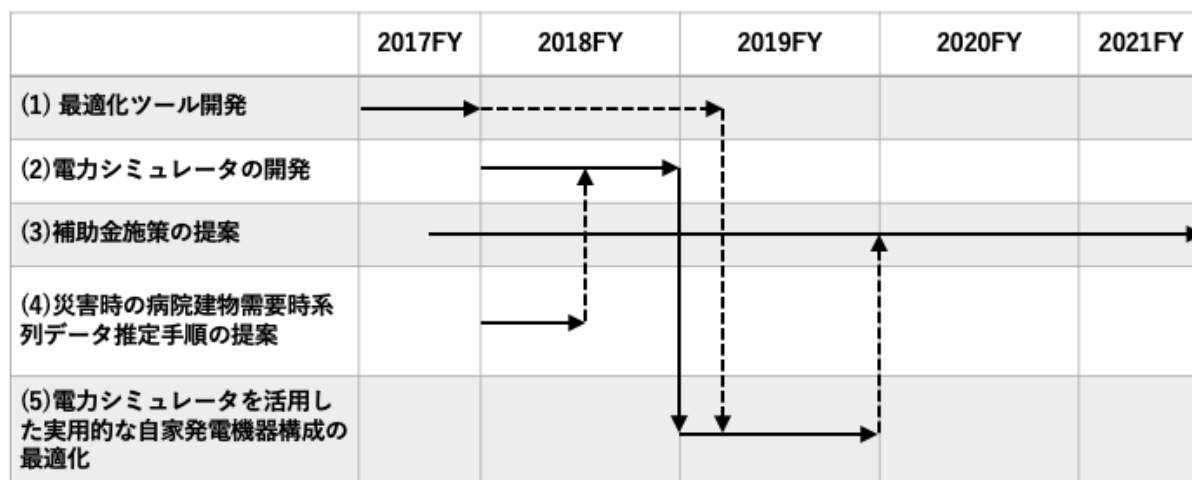 2017FY 2018FY 2019FY 2020FY 2021FY
(1) 最適化ツール開発
(2)電力シミュレータの開発
(3)補助金施策の提案
(4)災害時の病院建物需要時系
列データ推定手順の提案
(5)電力シミュレータを活用し
た実用的な自家発電機器構成の
最適化